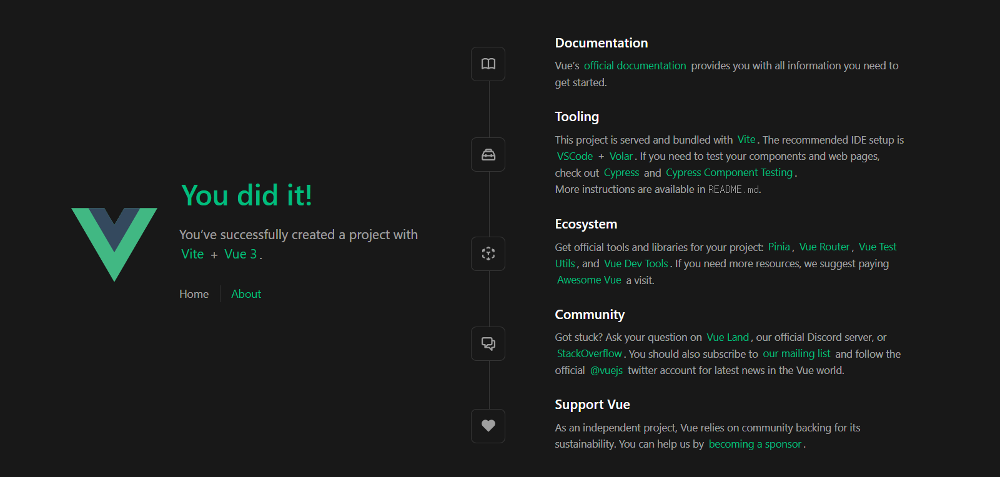 You did it!
You’ve successfully created a project with
Vite + Vue 3.
Home About
Documentation
Vue’s official documentation provides you with all information you need to
get started.
Tooling
This project is served and bundled with Vite. The recommended IDE setup is
VSCode + Volar. If you need to test your components and web pages,
check out Cypress and Cypress Component Testing.
More instructions are available in README.md.
Ecosystem
Get official tools and libraries for your project: Pinia, Vue Router, Vue Test
Utils, and Vue Dev Tools. If you need more resources, we suggest paying
Awesome Vue a visit.
Community
Got stuck? Ask your question on Vue Land, our official Discord server, or
StackOverflow. You should also subscribe to our mailing list and follow the
official @vuejs twitter account for latest news in the Vue world.
Support Vue
As an independent project, Vue relies on community backing for its
sustainability. You can help us by becoming a sponsor.